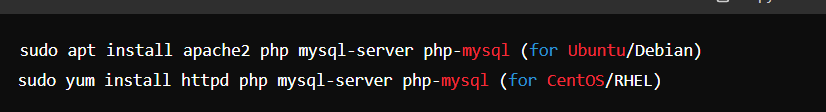 sudo apt install apache2 php mysql-server php-mysql (for Ubuntu/Debian)
sudo yum install httpd php mysql-server php-mysql (for CentOS/RHEL)